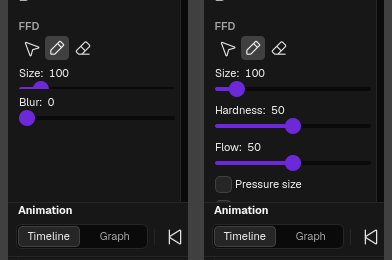 FFD
Size: 100
Blur: 0
Animation
Timeline Graph
FFD
Size: 100
Hardness: 50
Flow: 50
Pressure size
Animation
Timeline Graph